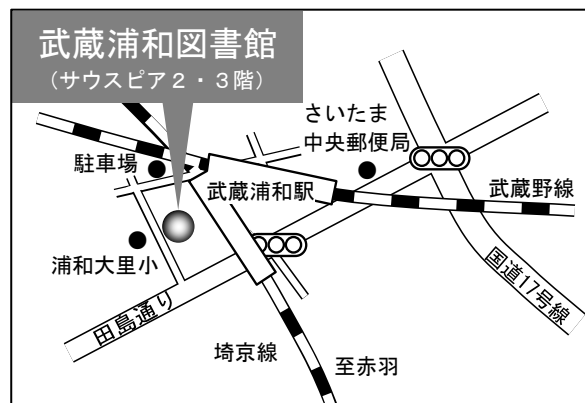 武蔵浦和図書館
（サウスピア２・３階）
さいたま
中央郵便局
駐車場
武蔵浦和駅
武蔵野線
浦和大里小
国道17号線
田島通り
埼京線
至赤羽